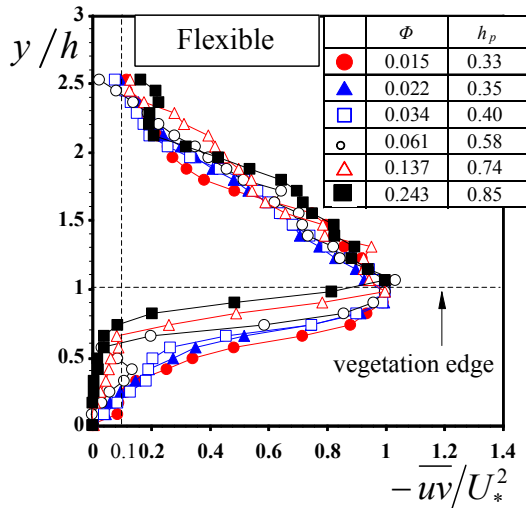 y/h
Flexible
Φ h_p
0.015 0.33
0.022 0.35
0.034 0.40
0.061 0.58
0.137 0.74
0.243 0.85
3
2.5
2
1.5
1
0.5
0
vegetation edge
0 0.1 0.2 0.4 0.6 0.8 1 1.2 1.4
$-\overline{uv}/U_*^2$